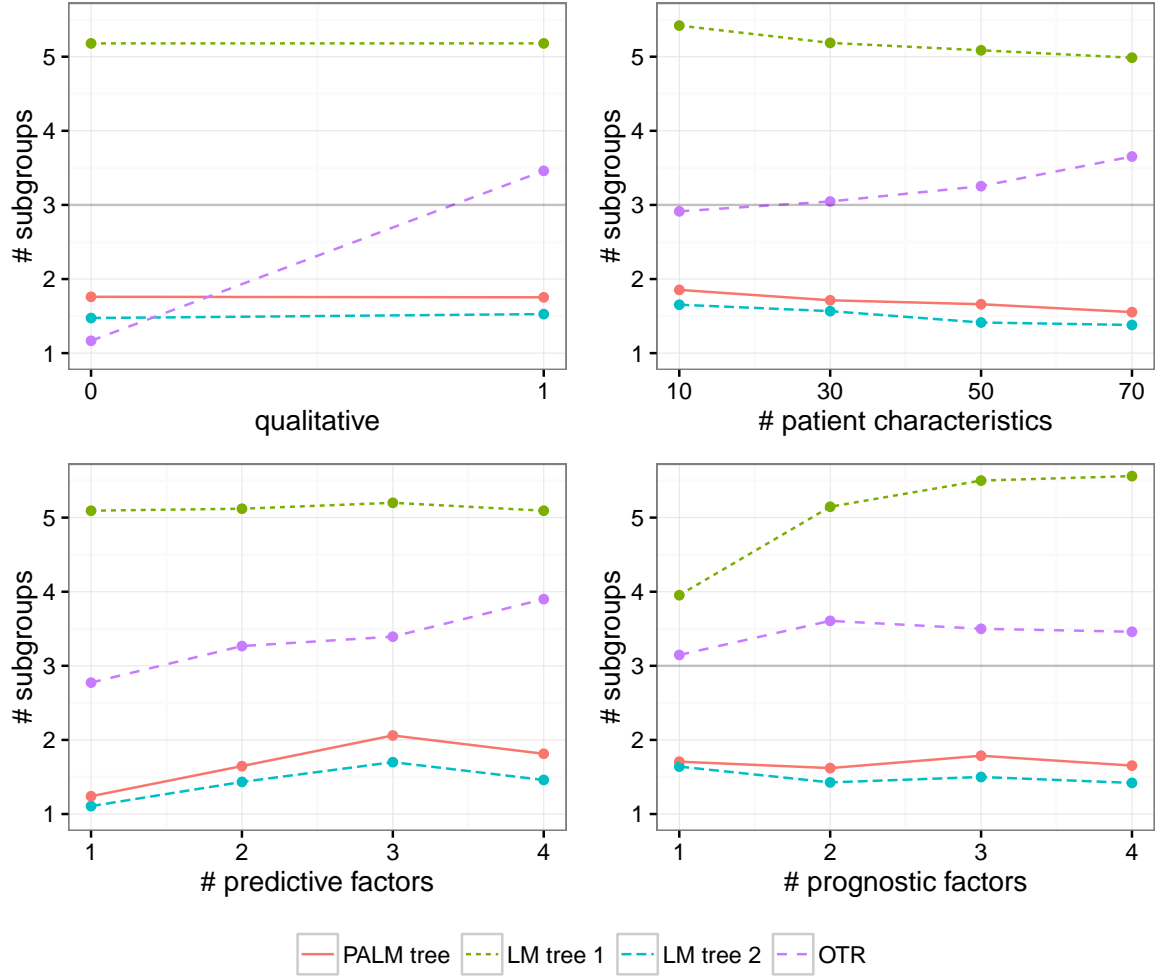 5
4
3
2
1
# subgroups
0 1
qualitative
5
4
3
2
1
# subgroups
10 30 50 70
# patient characteristics
5
4
3
2
1
# subgroups
1 2 3 4
# predictive factors
5
4
3
2
1
# subgroups
1 2 3 4
# prognostic factors
PALM tree LM tree 1 LM tree 2 OTR